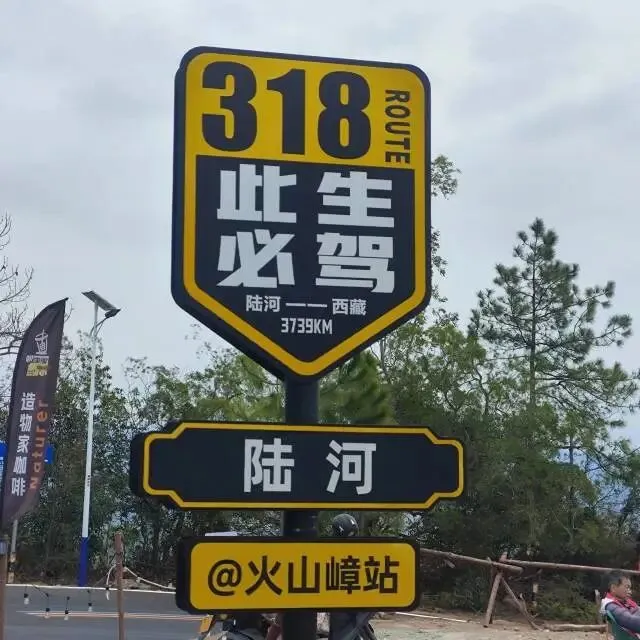 318
ROUTE
此生
必驾
陆河——西藏
3739KM
陆河
@火山嶂站
造物家咖啡
Naturer